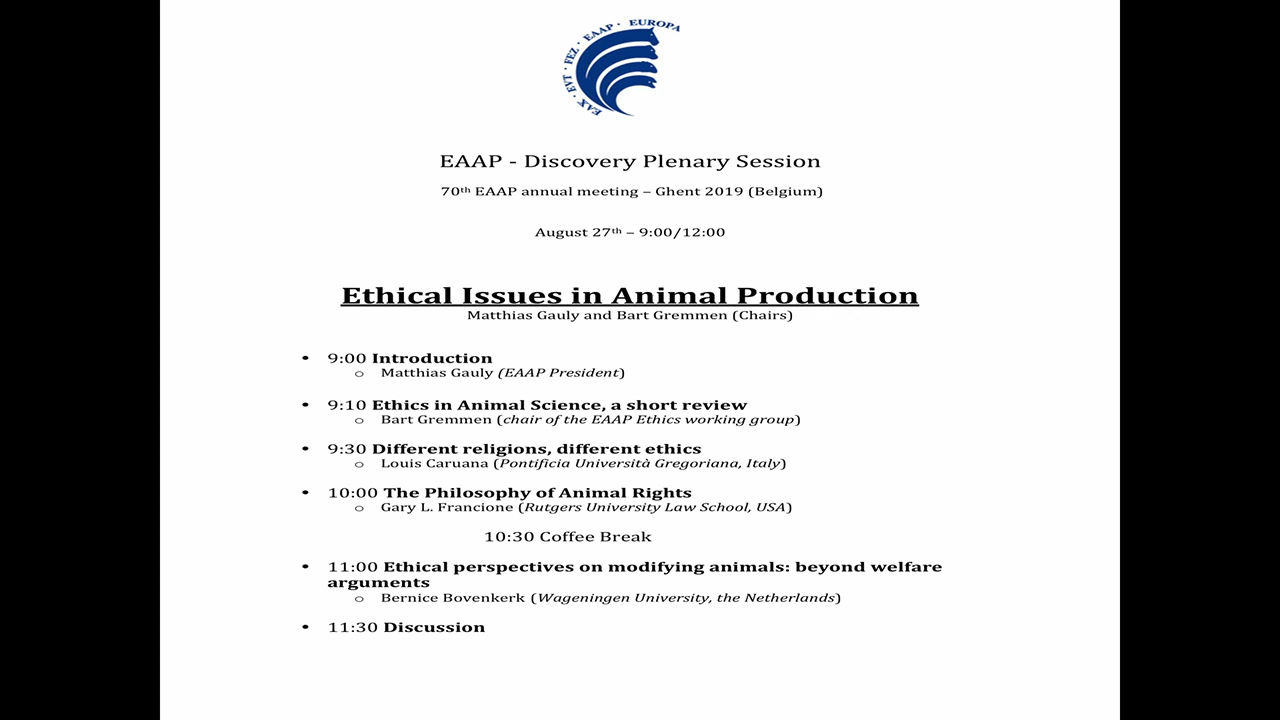 EAAP · EVT · FEZ · EAAP · EUROPA
EAAP - Discovery Plenary Session
70th EAAP annual meeting – Ghent 2019 (Belgium)
August 27th – 9:00/12:00
Ethical Issues in Animal Production
Matthias Gauly and Bart Gremmen (Chairs)
• 9:00 Introduction
o Matthias Gauly (EAAP President)
• 9:10 Ethics in Animal Science, a short review
o Bart Gremmen (chair of the EAAP Ethics working group)
• 9:30 Different religions, different ethics
o Louis Caruana (Pontificia Università Gregoriana, Italy)
• 10:00 The Philosophy of Animal Rights
o Gary L. Francione (Rutgers University Law School, USA)
10:30 Coffee Break
• 11:00 Ethical perspectives on modifying animals: beyond welfare
arguments
o Bernice Bovenkerk (Wageningen University, the Netherlands)
• 11:30 Discussion